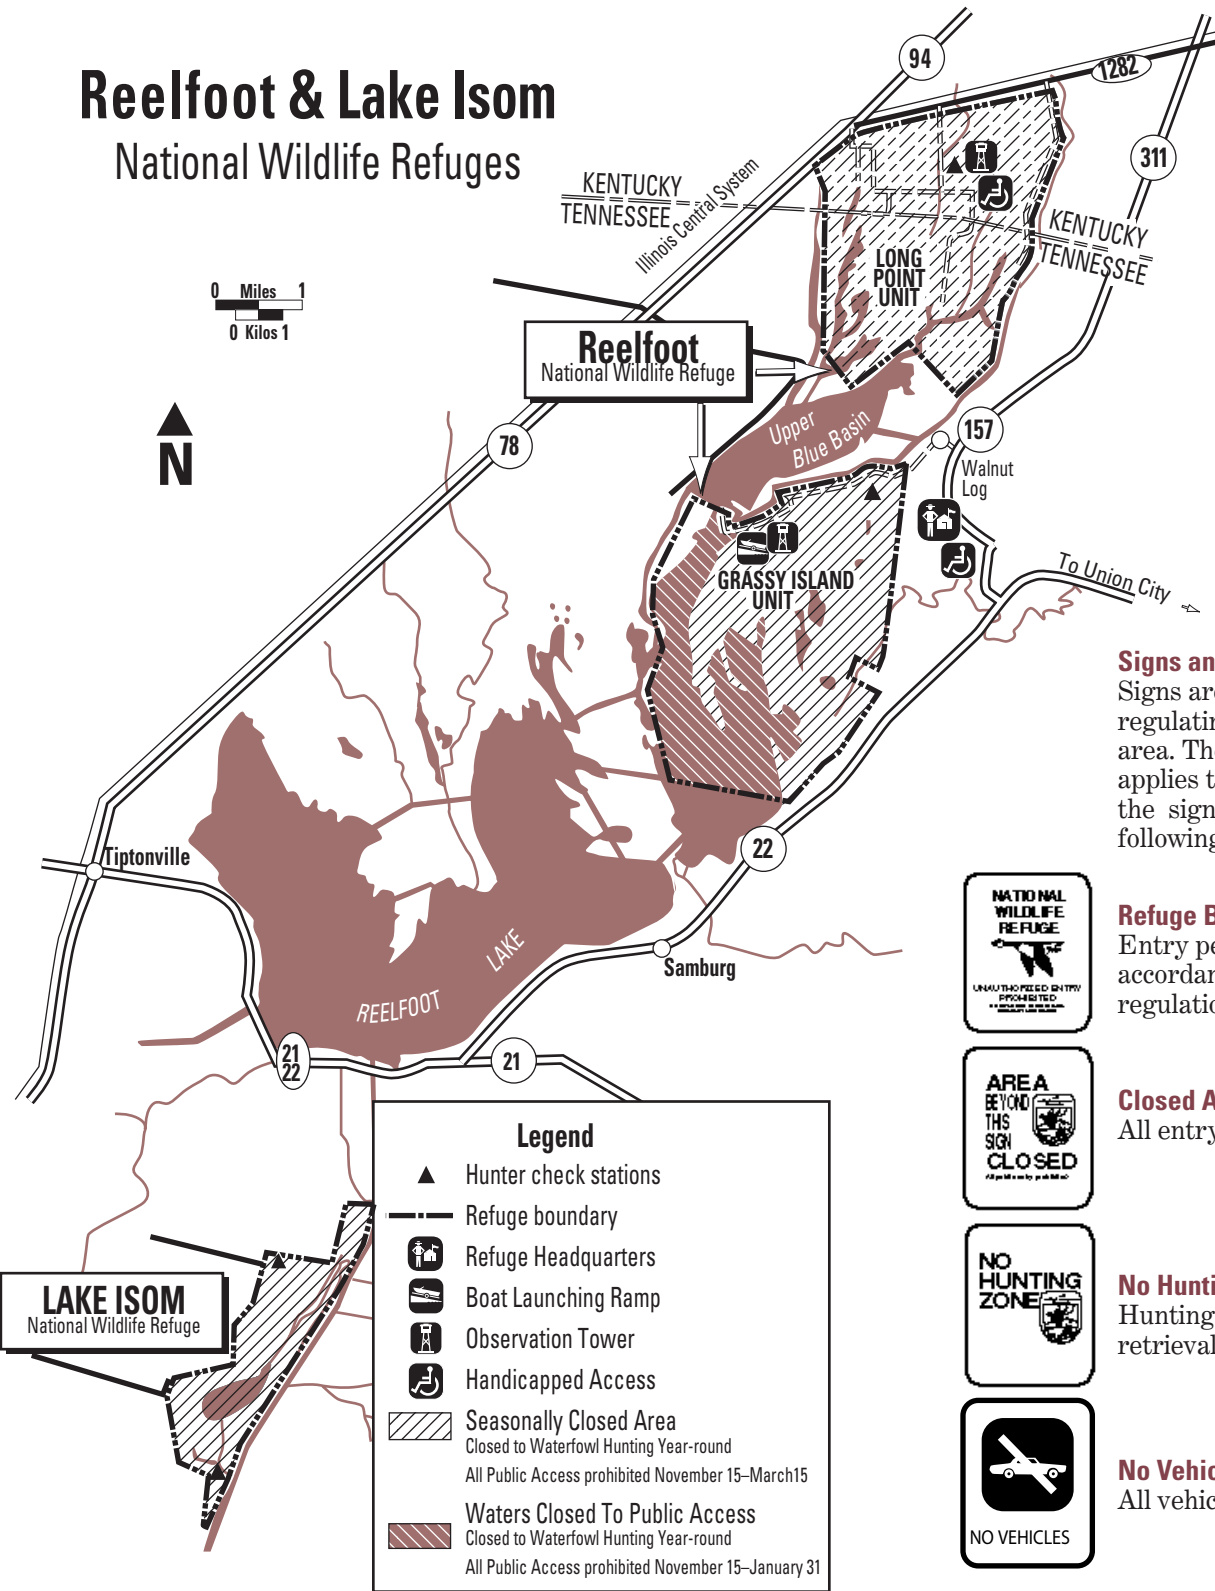 Reelfoot & Lake Isom
National Wildlife Refuges
94
1282
311
KENTUCKY
TENNESSEE
Illinois Central System
KENTUCKY
TENNESSEE
LONG
POINT
UNIT
0 Miles 1
0 Kilos 1
Reelfoot
National Wildlife Refuge
N
78
Upper
Blue Basin
157
Walnut
Log
GRASSY ISLAND
UNIT
To Union City
Signs an
Signs are
regulatin
area. The
applies t
the sign
following
22
Tiptonville
Samburg
REELFOOT LAKE
21
22
21
NATIONAL
WILDLIFE
REFUGE
UNAUTHORIZED ENTRY
PROHIBITED
Refuge B
Entry pe
accordan
regulatio
AREA
BEYOND
THIS
SIGN
CLOSED
Closed A
All entry
NO
HUNTING
ZONE
No Hunti
Hunting
retrieval
NO VEHICLES
No Vehic
All vehic
LAKE ISOM
National Wildlife Refuge
Legend
Hunter check stations
Refuge boundary
Refuge Headquarters
Boat Launching Ramp
Observation Tower
Handicapped Access
Seasonally Closed Area
Closed to Waterfowl Hunting Year-round
All Public Access prohibited November 15–March15
Waters Closed To Public Access
Closed to Waterfowl Hunting Year-round
All Public Access prohibited November 15–January 31